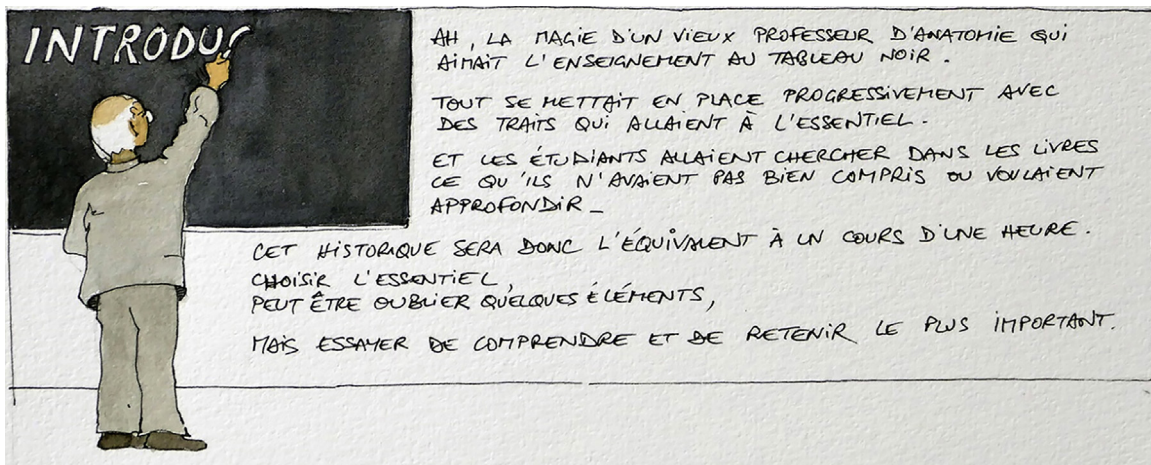 INTRODUC
AH, LA MAGIE D'UN VIEUX PROFESSEUR D'ANATOMIE QUI
AIMAIT L'ENSEIGNEMENT AU TABLEAU NOIR.
TOUT SE METTAIT EN PLACE PROGRESSIVEMENT AVEC
DES TRAITS QUI ALLAIENT À L'ESSENTIEL.
ET LES ÉTUDIANTS ALLAIENT CHERCHER DANS LES LIVRES
CE QU'ILS N'AVAIENT PAS BIEN COMPRIS OU VOULAIENT
APPROFONDIR_
CET HISTORIQUE SERA DONC L'ÉQUIVALENT À UN COURS D'UNE HEURE.
CHOISIR L'ESSENTIEL,
PEUT ÊTRE OUBLIER QUELQUES ÉLÉMENTS,
MAIS ESSAYER DE COMPRENDRE ET DE RETENIR LE PLUS IMPORTANT.